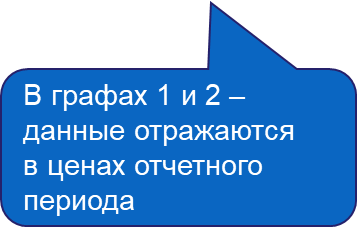 В графах 1 и 2 –
данные отражаются
в ценах отчетного
периода